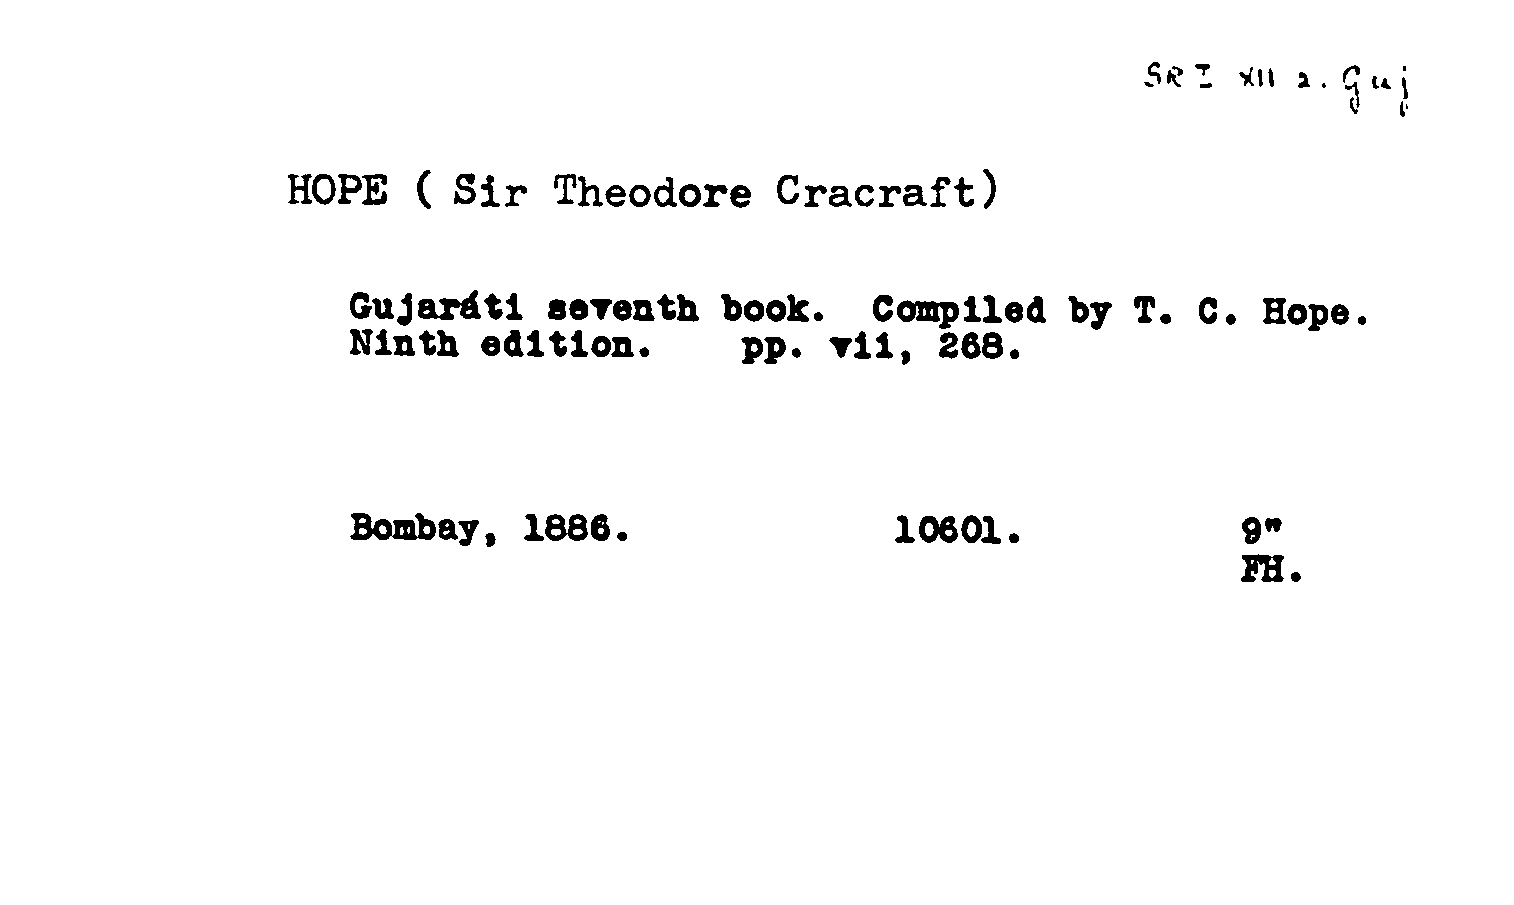 SR I XII 2. Guj
HOPE ( Sir Theodore Cracraft)
Gujaráti seventh book. Compiled by T. C. Hope.
Ninth edition. pp. vii, 268.
Bombay, 1886. 10601. 9"
FH.